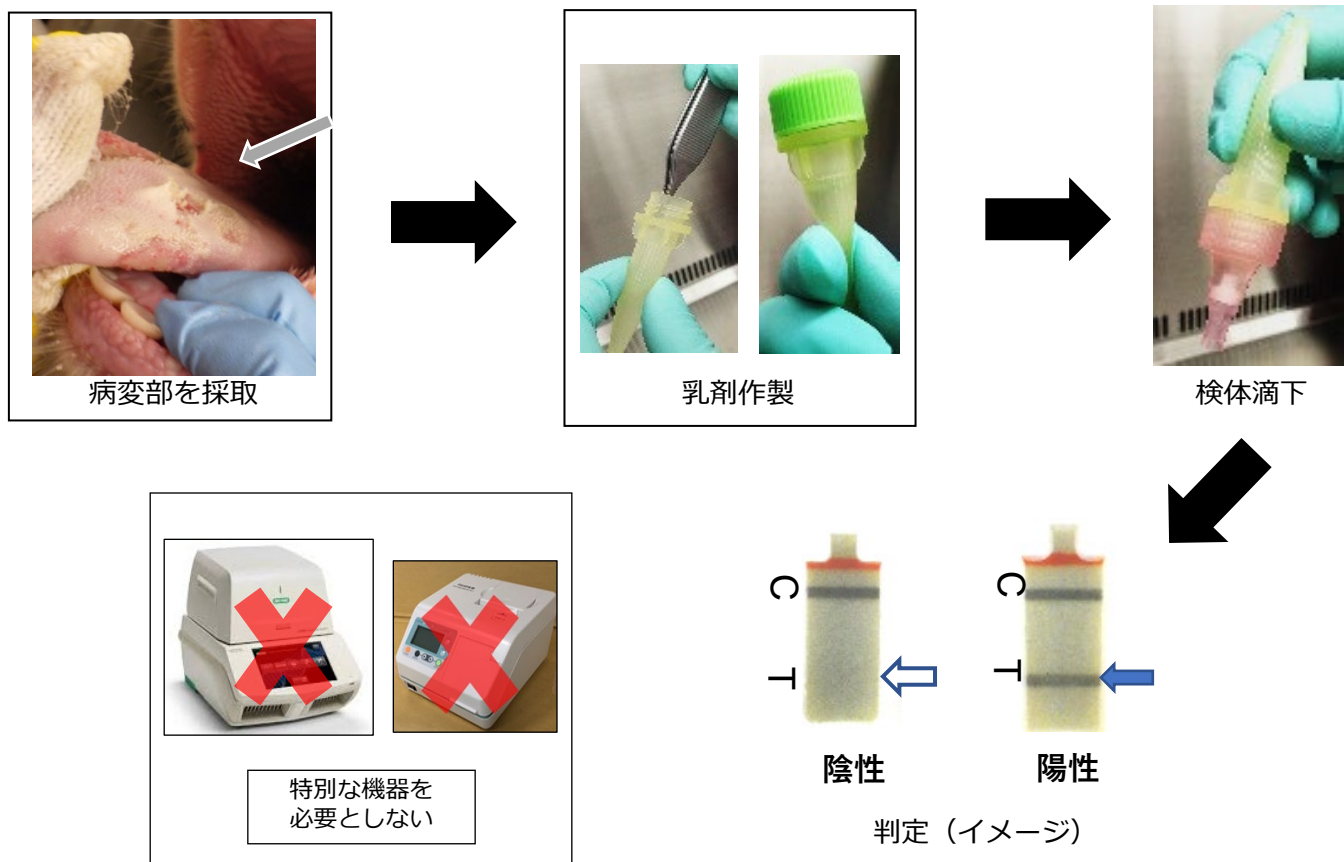 病変部を採取
乳剤作製
検体滴下
特別な機器を
必要としない
C
T
C
T
陰性
陽性
判定（イメージ）